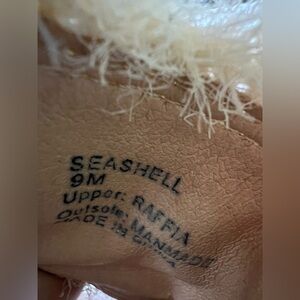 SEASHELL
9M
Upper: RAFFIA
Outsole: MANMADE
MADE IN CHINA